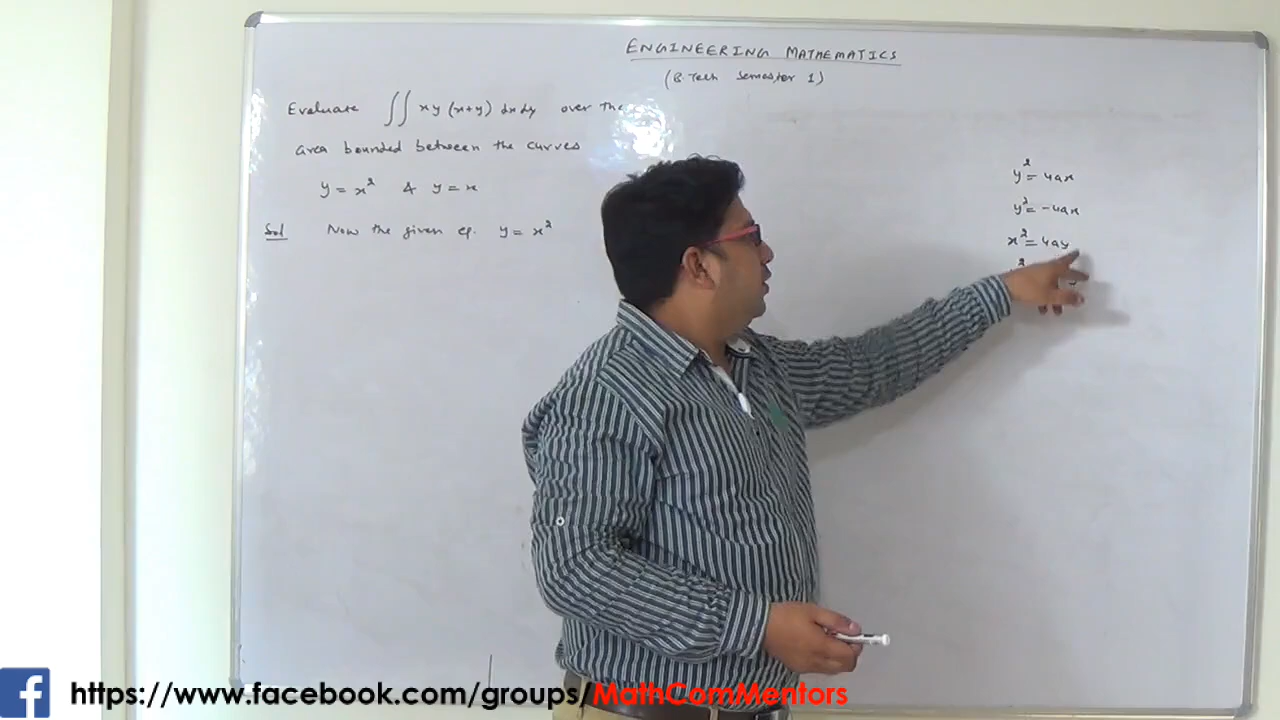 ENGINEERING MATHEMATICS
(B.Tech Semester 1)
Evaluate ∬ xy (x+y) dx dy over the
area bounded between the curves
y = x² & y = x
Sol Now the given eq. y = x²
y² = 4ax
y² = -4ax
x² = 4ay
https://www.facebook.com/groups/MathComMentors